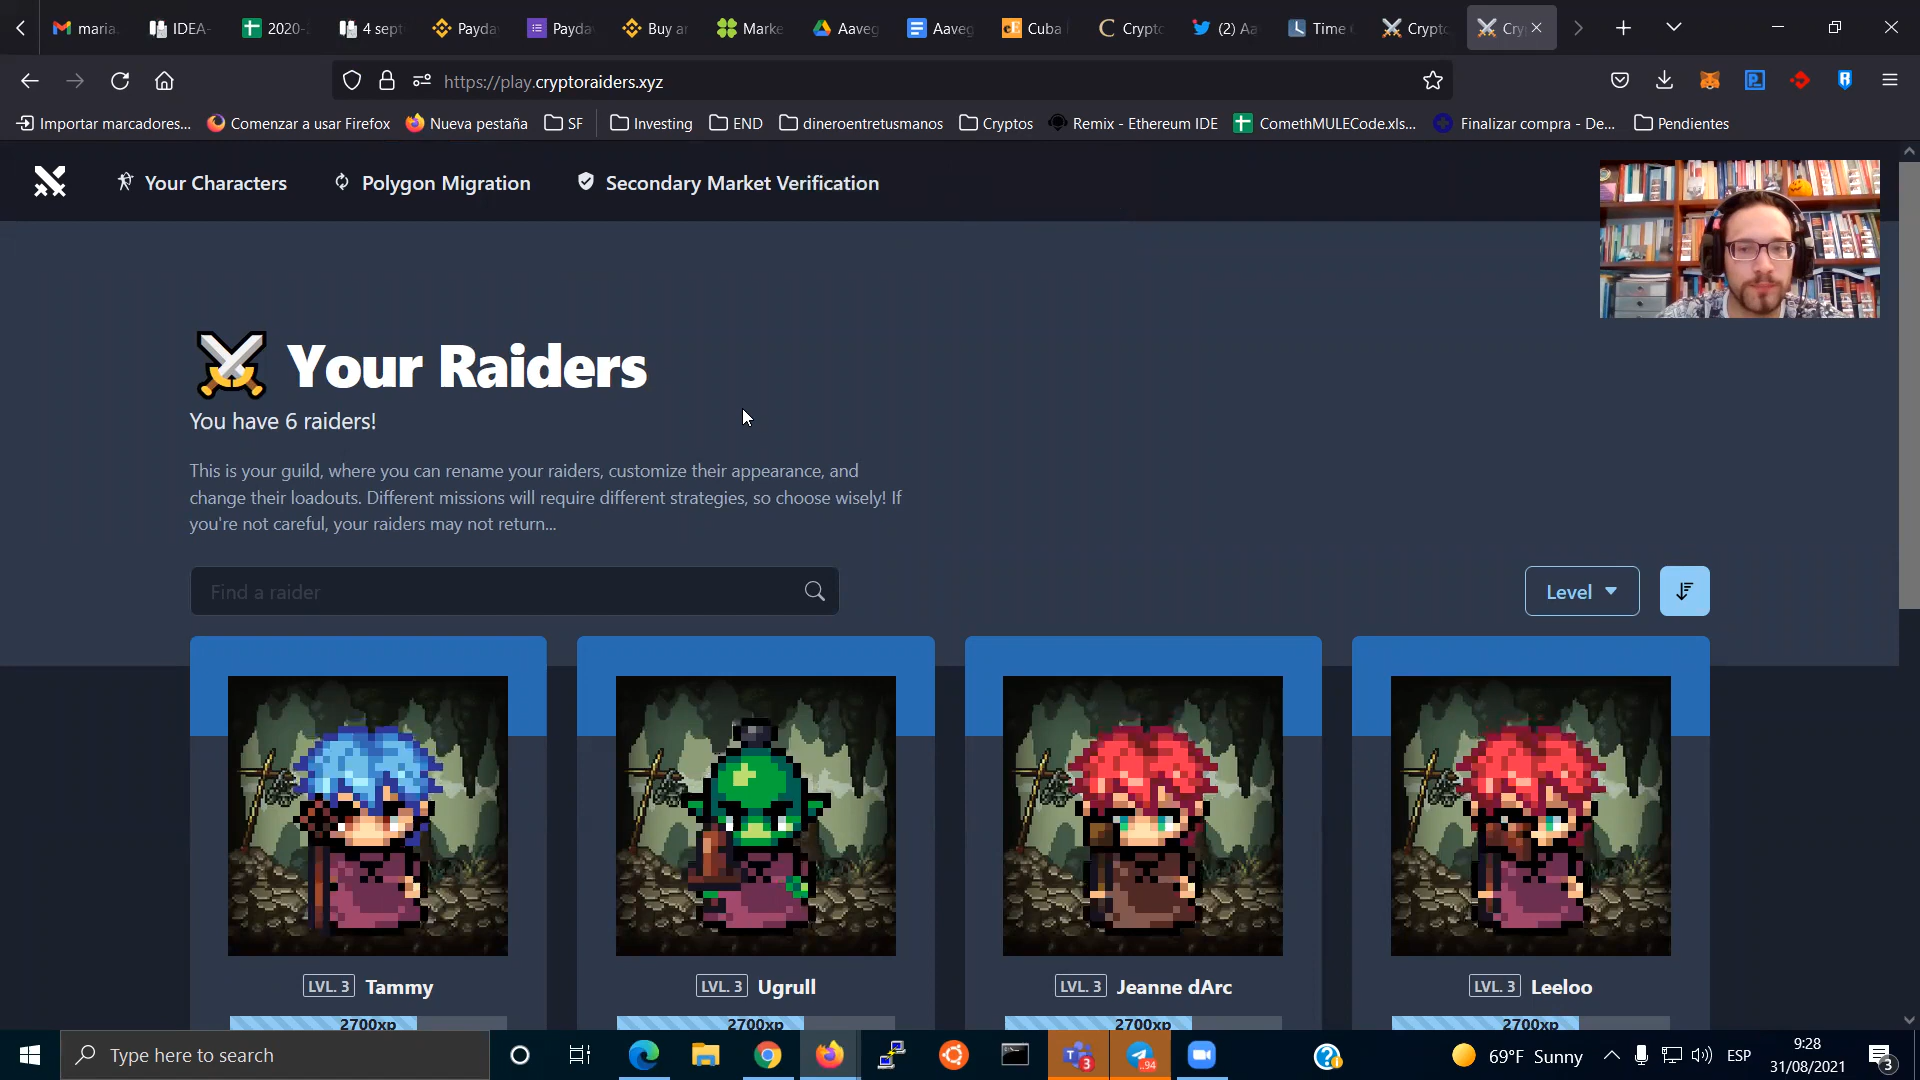 maria.
IDEA-
2020-
4 sept
Payda
Payda
Buy ar
Marke
Aaveg
Aaveg
Cuba
Crypto
(2) Aa
Time
Crypto
Cry
https://play.cryptoraiders.xyz
Importar marcadores...
Comenzar a usar Firefox
Nueva pestaña
SF
Investing
END
dineroentretusmanos
Cryptos
Remix - Ethereum IDE
ComethMULECode.xls...
Finalizar compra - De...
Pendientes
Your Characters
Polygon Migration
Secondary Market Verification
Your Raiders
You have 6 raiders!
This is your guild, where you can rename your raiders, customize their appearance, and
change their loadouts. Different missions will require different strategies, so choose wisely! If
you're not careful, your raiders may not return...
Find a raider
Level
LVL. 3 Tammy
LVL. 3 Ugrull
LVL. 3 Jeanne dArc
LVL. 3 Leeloo
2700xp
2700xp
2700xp
2700xp
Type here to search
3
.94
69°F Sunny
ESP
9:28
31/08/2021
3